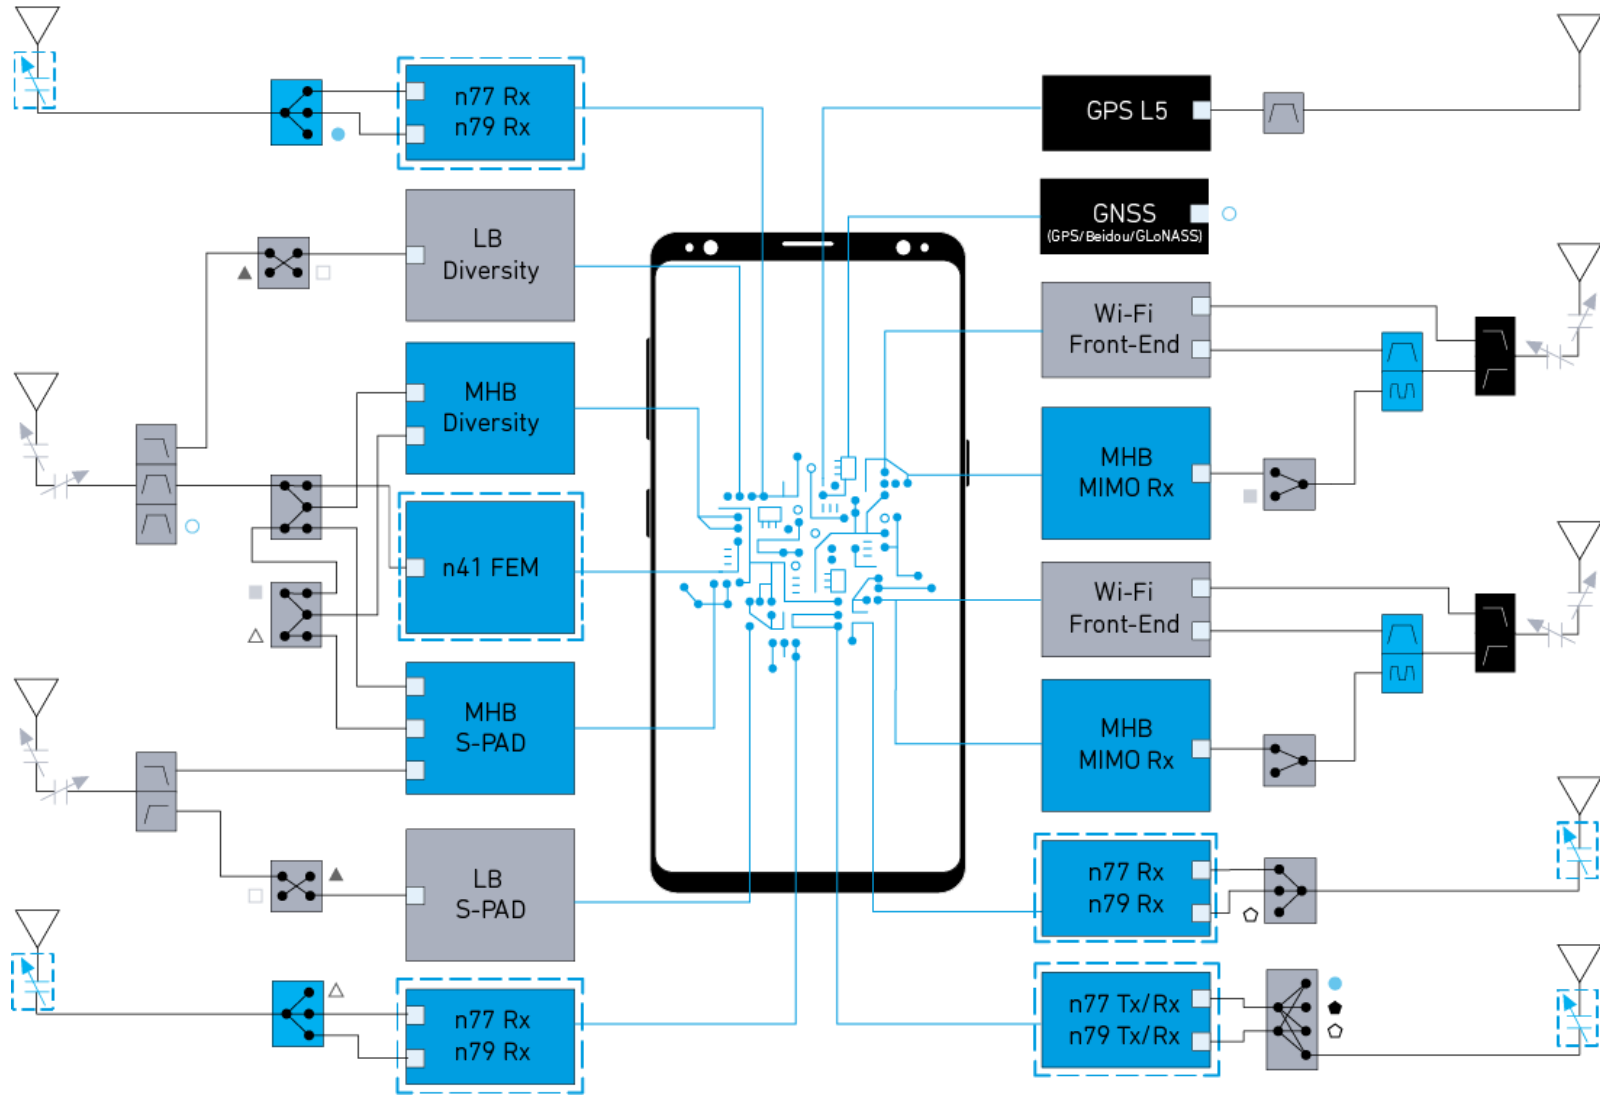 n77 Rx
n79 Rx
LB
Diversity
MHB
Diversity
n41 FEM
MHB
S-PAD
LB
S-PAD
n77 Rx
n79 Rx
GPS L5
GNSS
(GPS/Beidou/GLoNASS)
Wi-Fi
Front-End
MHB
MIMO Rx
Wi-Fi
Front-End
MHB
MIMO Rx
n77 Rx
n79 Rx
n77 Tx/Rx
n79 Tx/Rx